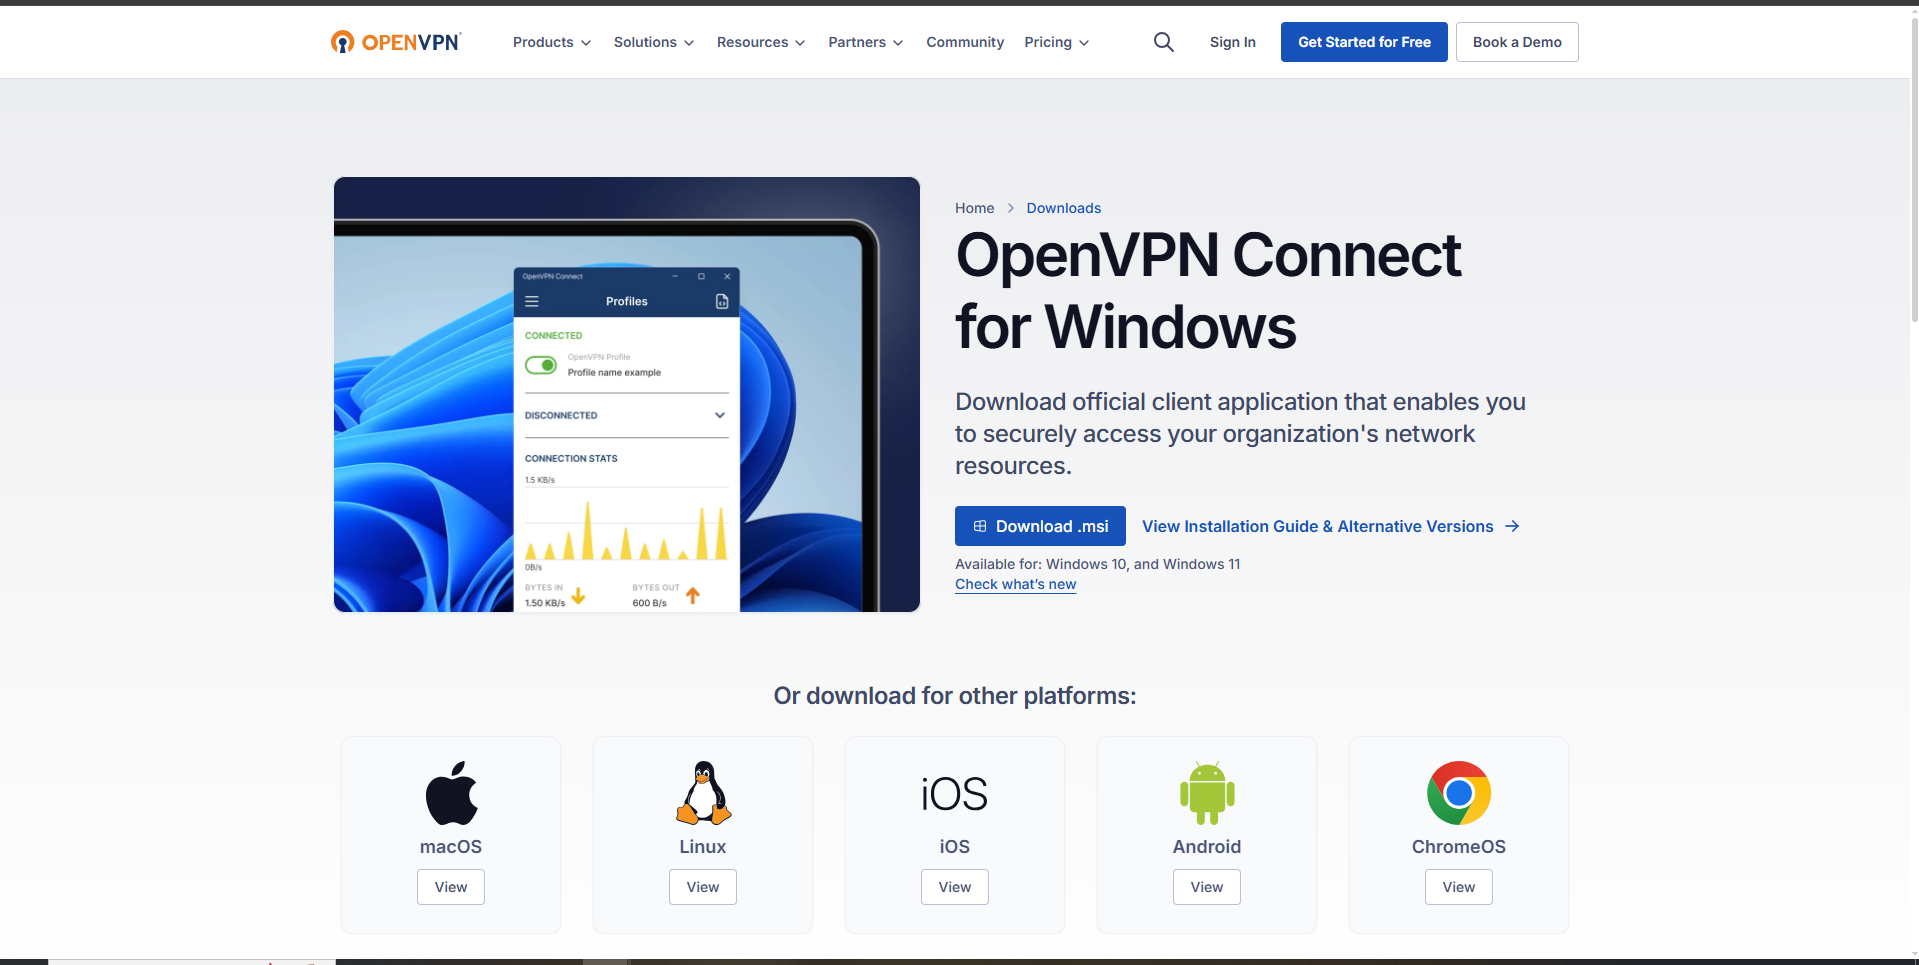 OPENVPN
Products
Solutions
Resources
Partners
Community
Pricing
Sign In
Get Started for Free
Book a Demo
OpenVPN Connect
Profiles
CONNECTED
OpenVPN Profile
Profile name example
DISCONNECTED
CONNECTION STATS
1.5 KB/s
0B/s
BYTES IN
1.50 KB/s
BYTES OUT
600 B/s
Home > Downloads
OpenVPN Connect
for Windows
Download official client application that enables you
to securely access your organization's network
resources.
Download .msi
View Installation Guide & Alternative Versions →
Available for: Windows 10, and Windows 11
Check what's new
Or download for other platforms:
iOS
macOS
Linux
iOS
Android
ChromeOS
View
View
View
View
View